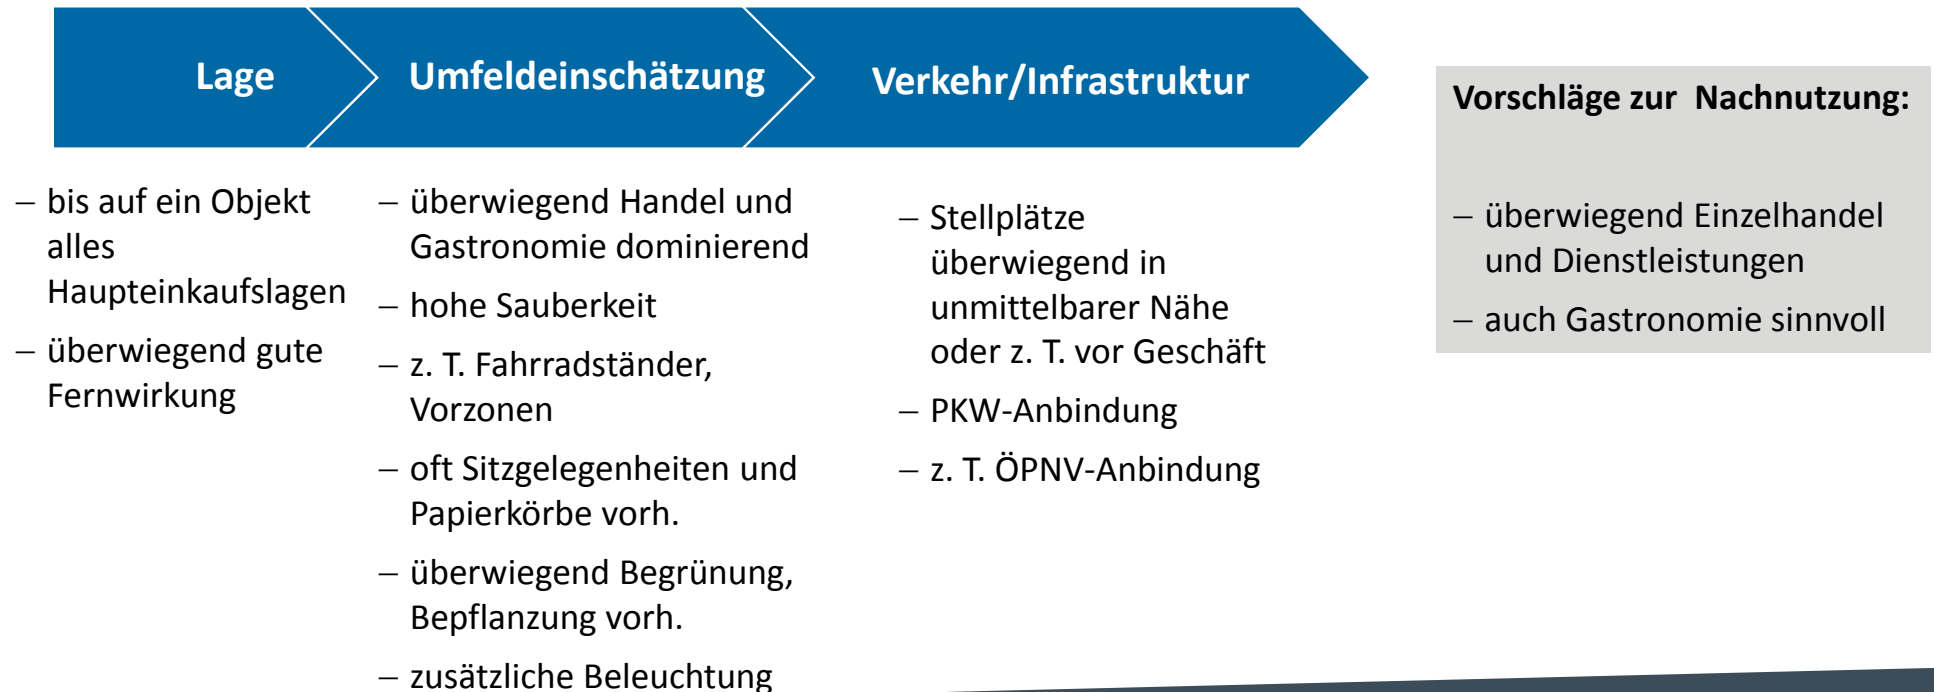 Lage
Umfeldeinschätzung
Verkehr/Infrastruktur
– bis auf ein Objekt
alles
Haupteinkaufslagen
– überwiegend gute
Fernwirkung
– überwiegend Handel und
Gastronomie dominierend
– hohe Sauberkeit
– z. T. Fahrradständer,
Vorzonen
– oft Sitzgelegenheiten und
Papierkörbe vorh.
– überwiegend Begrünung,
Bepflanzung vorh.
– zusätzliche Beleuchtung
– Stellplätze
überwiegend in
unmittelbarer Nähe
oder z. T. vor Geschäft
– PKW-Anbindung
– z. T. ÖPNV-Anbindung
Vorschläge zur Nachnutzung:
– überwiegend Einzelhandel
und Dienstleistungen
– auch Gastronomie sinnvoll